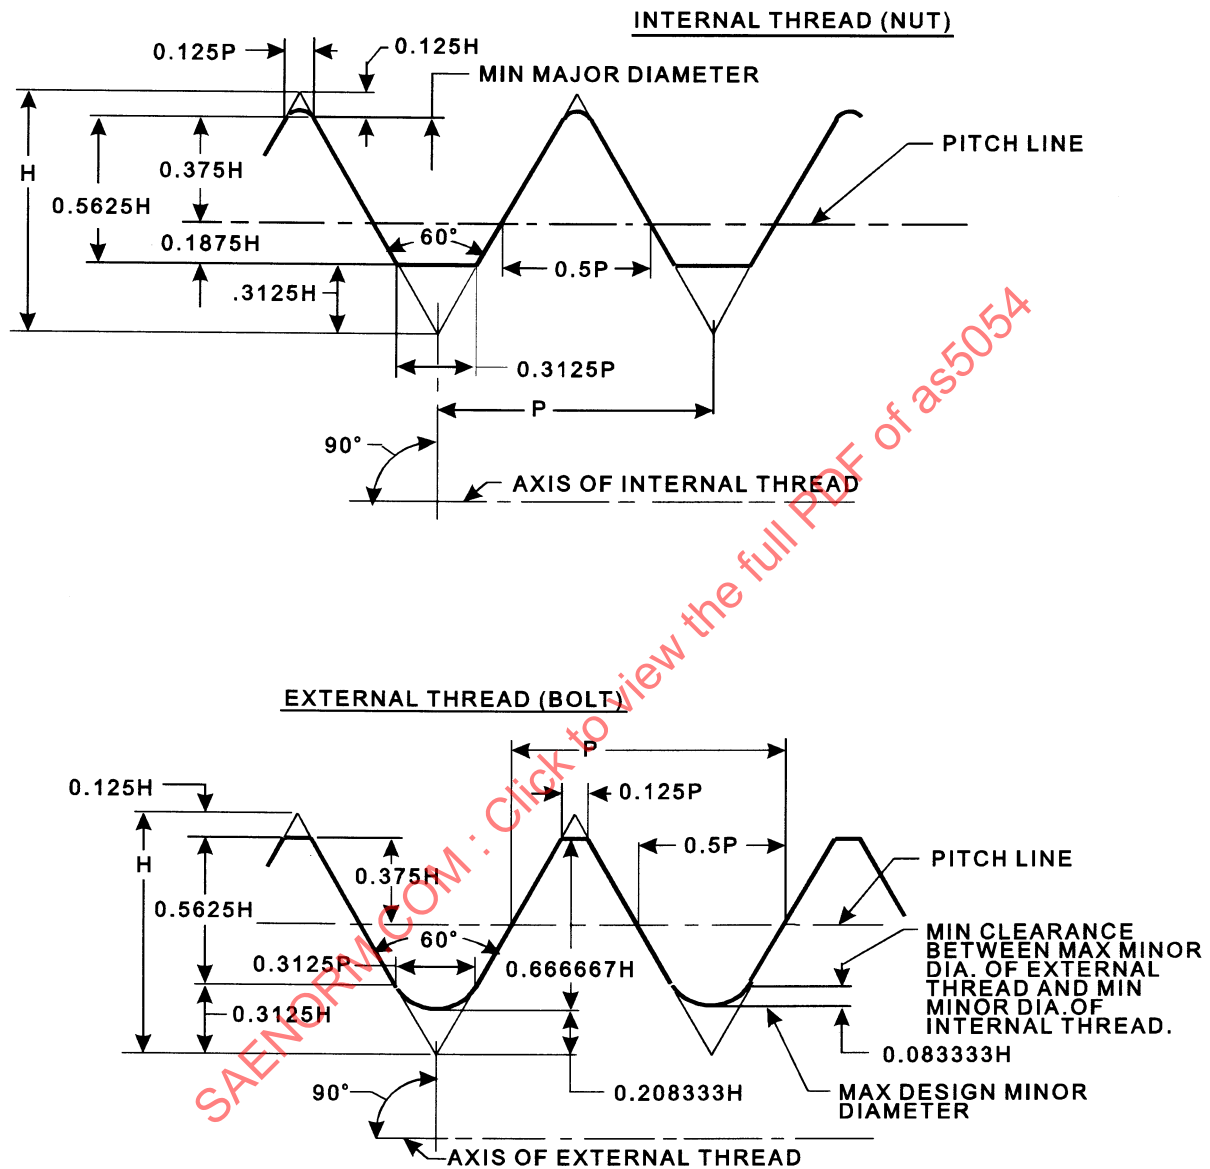 INTERNAL THREAD (NUT)
0.125P
0.125H
MIN MAJOR DIAMETER
H
0.375H
PITCH LINE
0.5625H
0.1875H
60°
0.5P
.3125H
0.3125P
P
90°
AXIS OF INTERNAL THREAD
SAENORM.COM : Click to view the full PDF of as5054
EXTERNAL THREAD (BOLT)
P
0.125H
0.125P
H
0.5P
PITCH LINE
0.375H
0.5625H
60°
MIN CLEARANCE
BETWEEN MAX MINOR
DIA. OF EXTERNAL
THREAD AND MIN
MINOR DIA.OF
INTERNAL THREAD.
0.3125P
0.666667H
0.3125H
0.083333H
90°
0.208333H
MAX DESIGN MINOR
DIAMETER
AXIS OF EXTERNAL THREAD